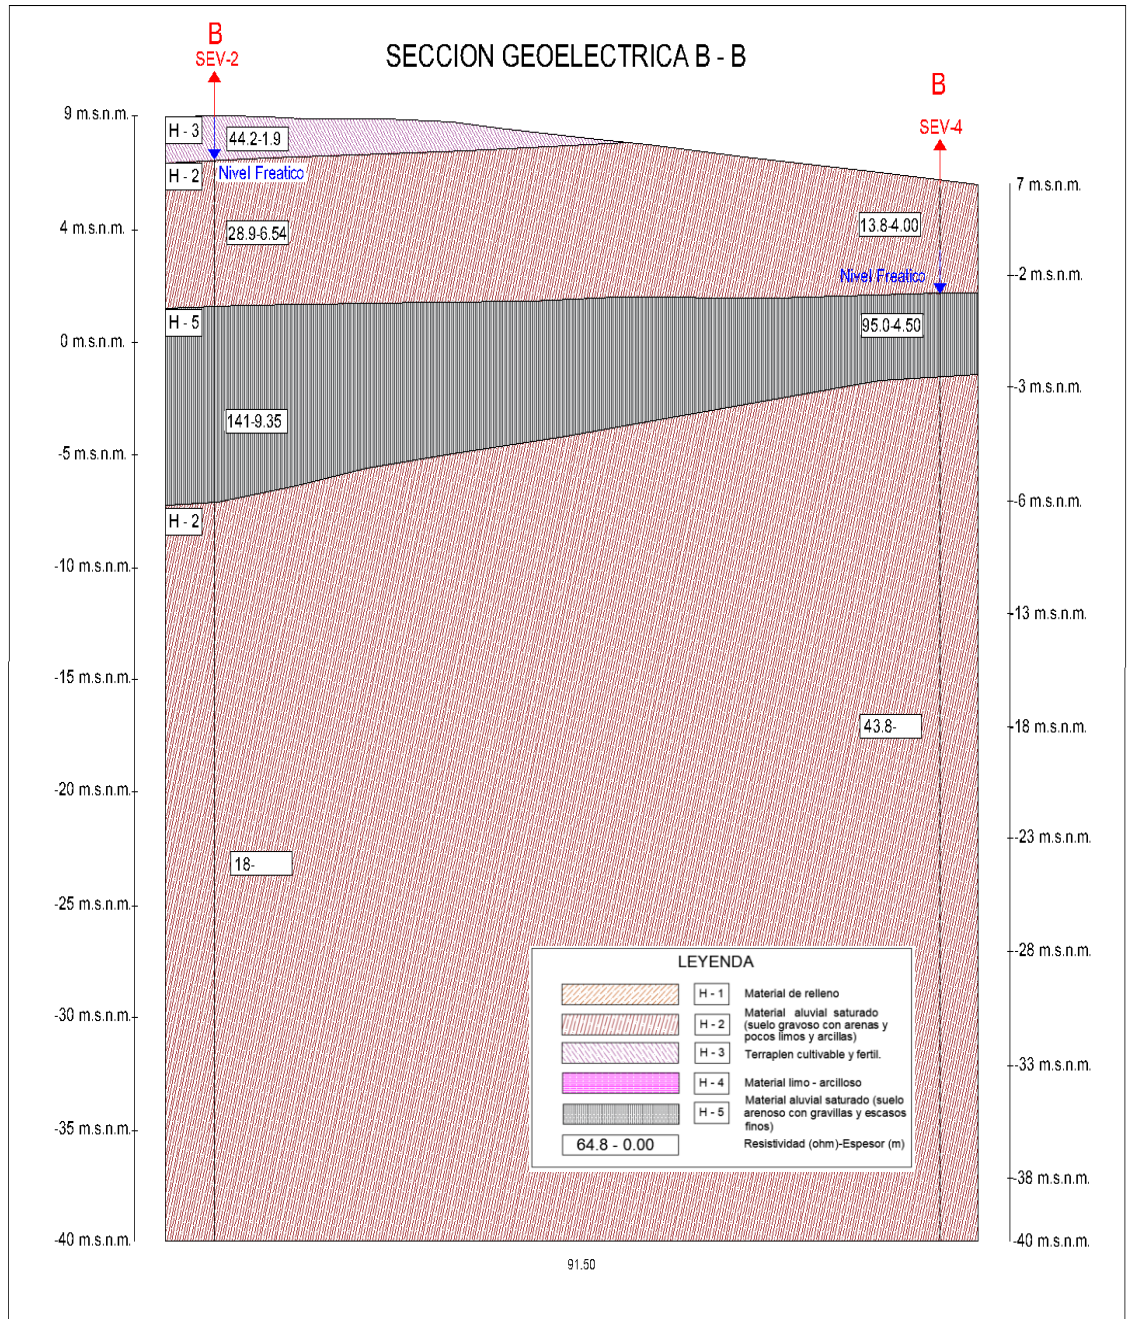 SECCION GEOELECTRICA B - B
B
SEV-2
B
SEV-4
9 m.s.n.m.
4 m.s.n.m.
0 m.s.n.m.
-5 m.s.n.m.
-10 m.s.n.m.
-15 m.s.n.m.
-20 m.s.n.m.
-25 m.s.n.m.
-30 m.s.n.m.
-35 m.s.n.m.
-40 m.s.n.m.
H - 3
44.2-1.9
H - 2
Nivel Freatico
28.9-6.54
H - 5
141-9.35
H - 2
18-
13.8-4.00
Nivel Freatico
95.0-4.50
43.8-
7 m.s.n.m.
-2 m.s.n.m.
-3 m.s.n.m.
-6 m.s.n.m.
-13 m.s.n.m.
-18 m.s.n.m.
-23 m.s.n.m.
-28 m.s.n.m.
-33 m.s.n.m.
-38 m.s.n.m.
-40 m.s.n.m.
LEYENDA
H - 1 Material de relleno
H - 2 Material aluvial saturado
(suelo gravoso con arenas y
pocos limos y arcillas)
H - 3 Terraplen cultivable y fertil.
H - 4 Material limo - arcilloso
H - 5 Material aluvial saturado (suelo
arenoso con gravillas y escasos
finos)
64.8 - 0.00 Resistividad (ohm)-Espesor (m)
91.50